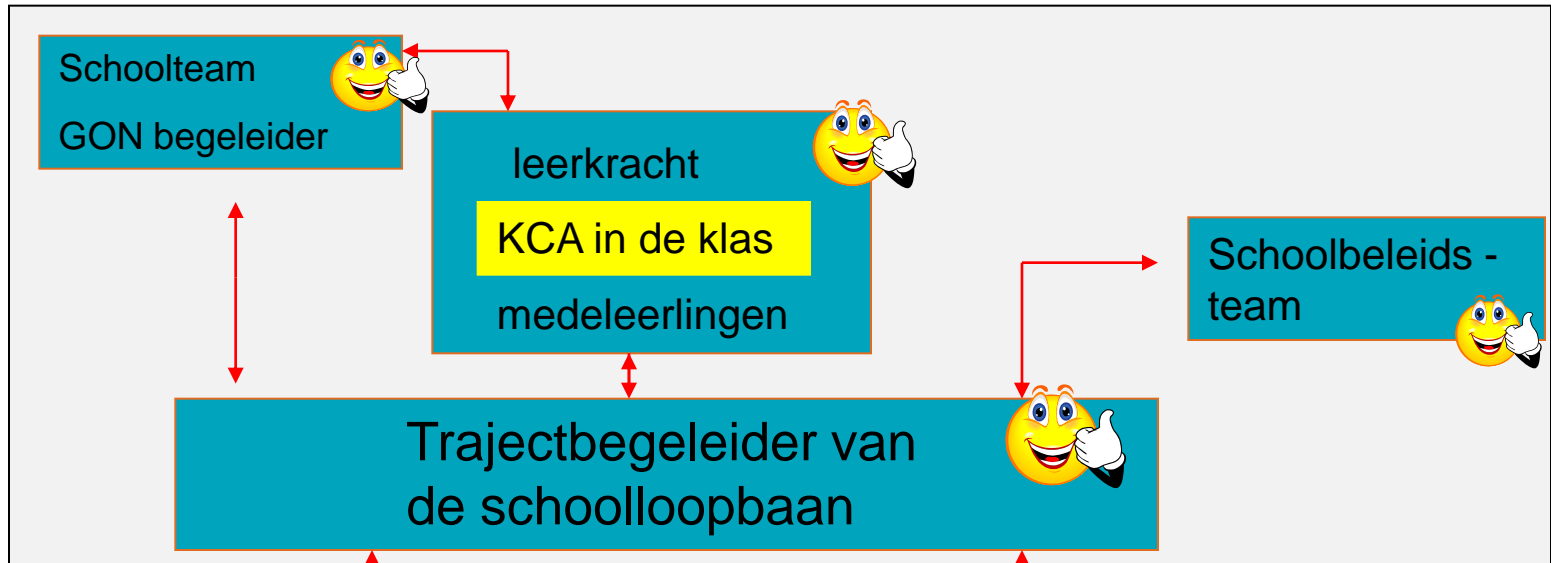 Schoolteam
GON begeleider
leerkracht
KCA in de klas
medeleerlingen
Schoolbeleids -
team
Trajectbegeleider van
de schoolloopbaan